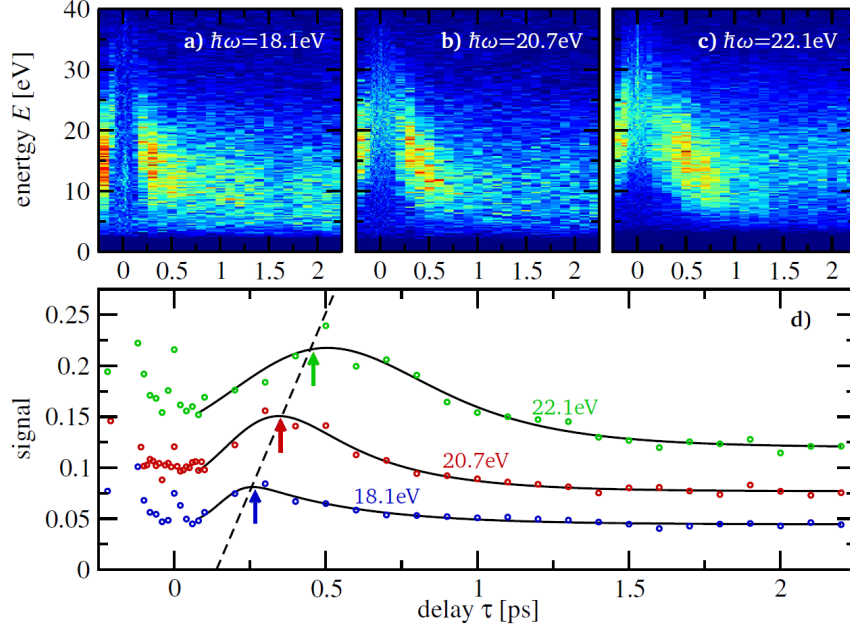 40
30
20
10
0
enertgy E [eV]
a) ℏω=18.1eV
b) ℏω=20.7eV
c) ℏω=22.1eV
0 0.5 1 1.5 2
0 0.5 1 1.5 2
0 0.5 1 1.5 2
d)
0.25
0.2
0.15
0.1
0.05
0
signal
22.1eV
20.7eV
18.1eV
0 0.5 1 1.5 2
delay τ [ps]